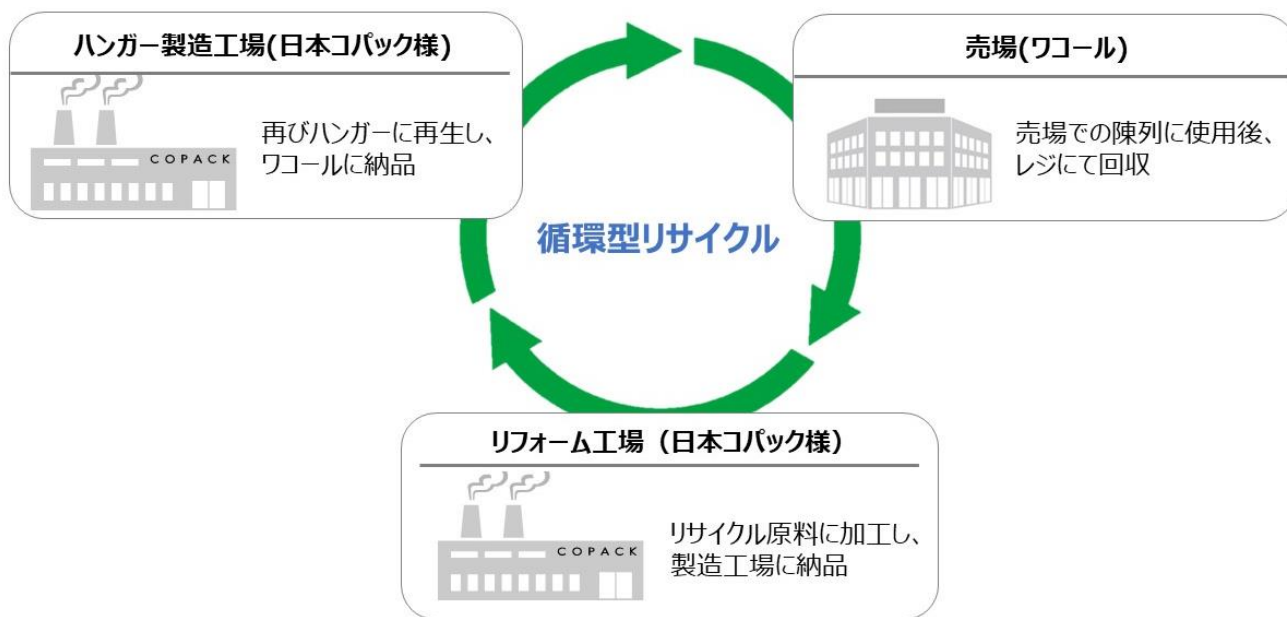 ハンガー製造工場(日本コパック様)
COPACK
再びハンガーに再生し、
ワコールに納品
売場(ワコール)
売場での陳列に使用後、
レジにて回収
循環型リサイクル
リフォーム工場（日本コパック様）
COPACK
リサイクル原料に加工し、
製造工場に納品